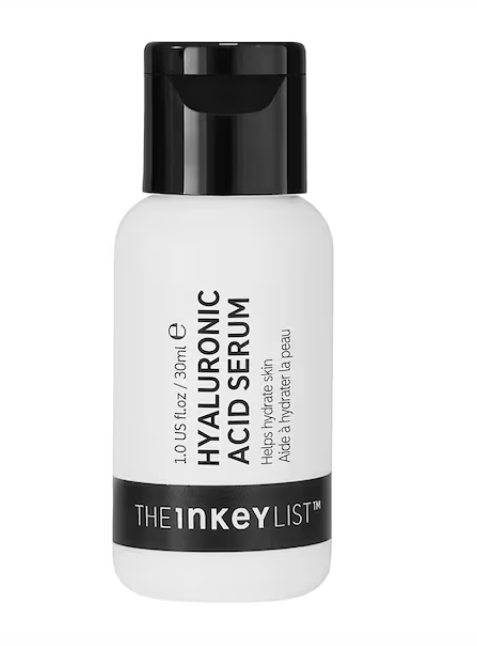 1.0 US fl.oz / 30ml ℮
HYALURONIC
ACID SERUM
Helps hydrate skin
Aide à hydrater la peau
THE INKEY LIST™